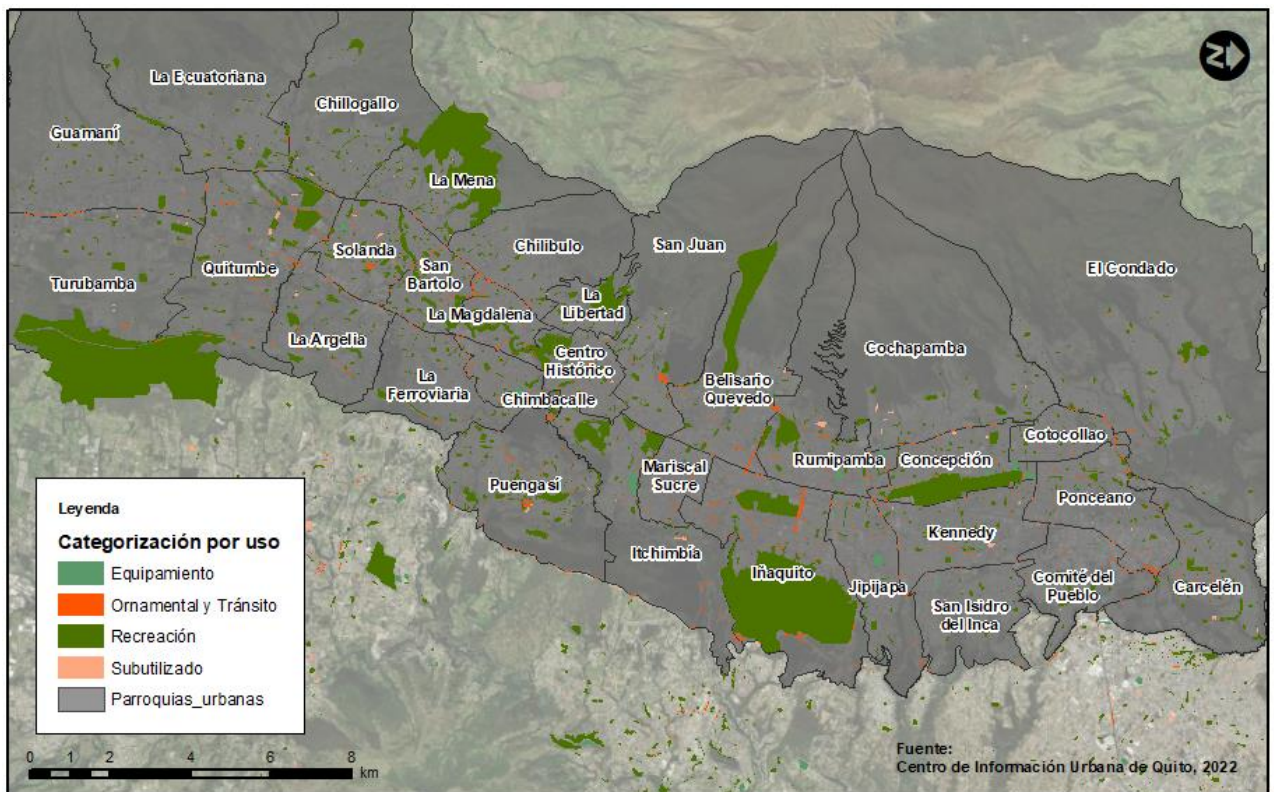 N
La Ecuatoriana
Chillogallo
Guamaní
La Mena
Solanda
Chilibulo
San Juan
El Condado
Turubamba
Quitumbe
San
Bartolo
La
Libertad
La Magdalena
La Argelia
Centro
Histórico
Cochapamba
La
Ferroviaria
Chimbacalle
Belisario
Quevedo
Cotocollao
Puengasí
Mariscal
Sucre
Rumipamba
Concepción
Ponceano
Kennedy
Itchimbía
Iñaquito
Jipijapa
San Isidro
del Inca
Comité del
Pueblo
Carcelén
Leyenda
Categorización por uso
Equipamiento
Ornamental y Tránsito
Recreación
Subutilizado
Parroquias_urbanas
0 1 2 4 6 8
km
Fuente:
Centro de Información Urbana de Quito, 2022